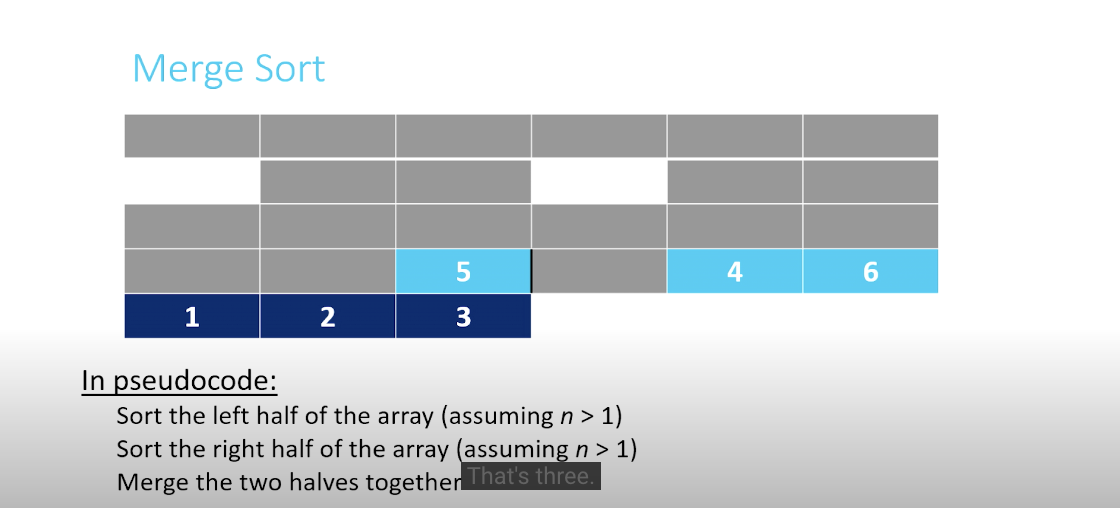 Merge Sort
5 4 6
1 2 3
In pseudocode:
Sort the left half of the array (assuming n > 1)
Sort the right half of the array (assuming n > 1)
Merge the two halves together
That's three.